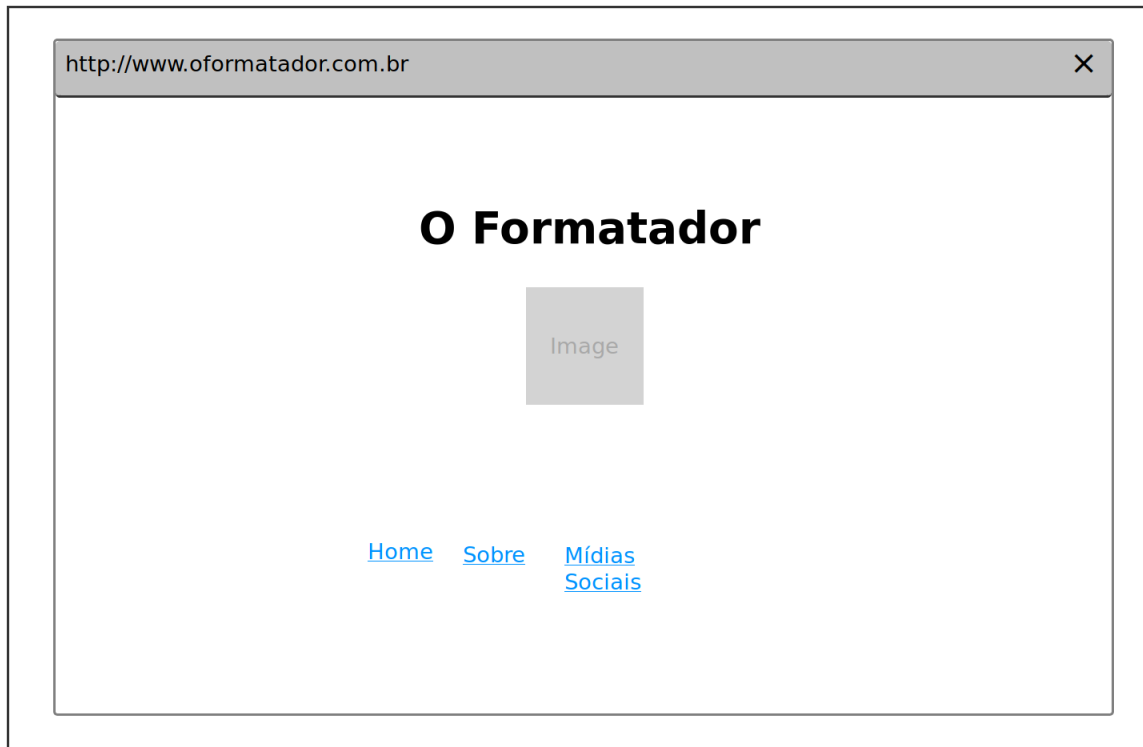 http://www.oformatador.com.br ×
O Formatador
Image
Home Sobre Mídias
Sociais